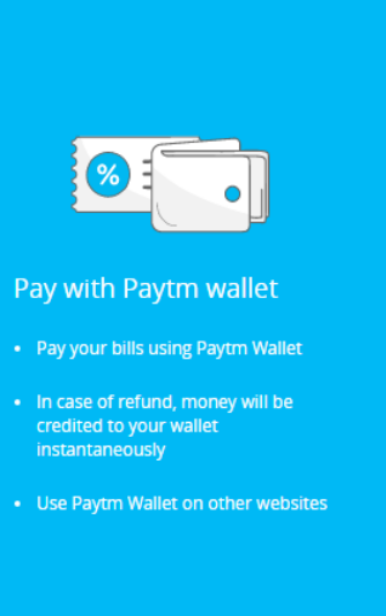 %
Pay with Paytm wallet
• Pay your bills using Paytm Wallet
• In case of refund, money will be
credited to your wallet
instantaneously
• Use Paytm Wallet on other websites